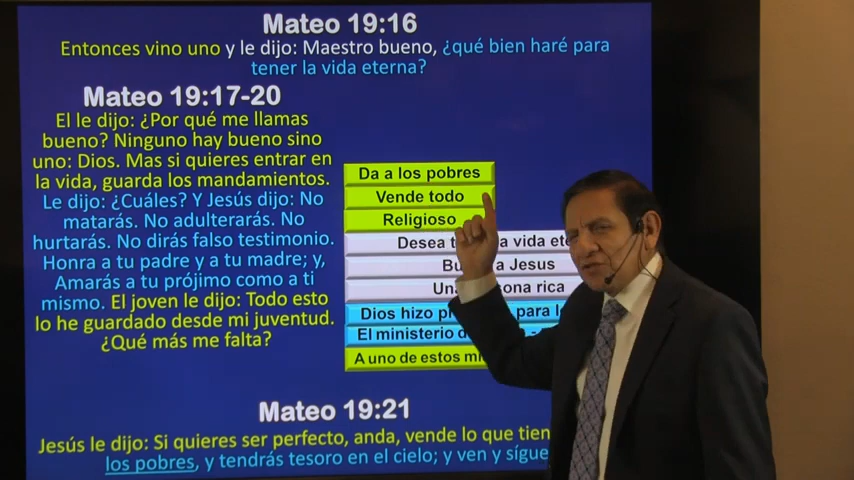 Mateo 19:16
Entonces vino uno y le dijo: Maestro bueno, ¿qué bien haré para
tener la vida eterna?
Mateo 19:17-20
El le dijo: ¿Por qué me llamas
bueno? Ninguno hay bueno sino
uno: Dios. Mas si quieres entrar en
la vida, guarda los mandamientos.
Le dijo: ¿Cuáles? Y Jesús dijo: No
matarás. No adulterarás. No
hurtarás. No dirás falso testimonio.
Honra a tu padre y a tu madre; y,
Amarás a tu prójimo como a ti
mismo. El joven le dijo: Todo esto
lo he guardado desde mi juventud.
¿Qué más me falta?
Da a los pobres
Vende todo
Religioso
Desea la vida
a Jesus
rica
Dios hizo para
El ministerio
A uno de estos
Mateo 19:21
Jesús le dijo: Si quieres ser perfecto, anda, vende lo que
los pobres, y tendrás tesoro en el cielo; y ven y